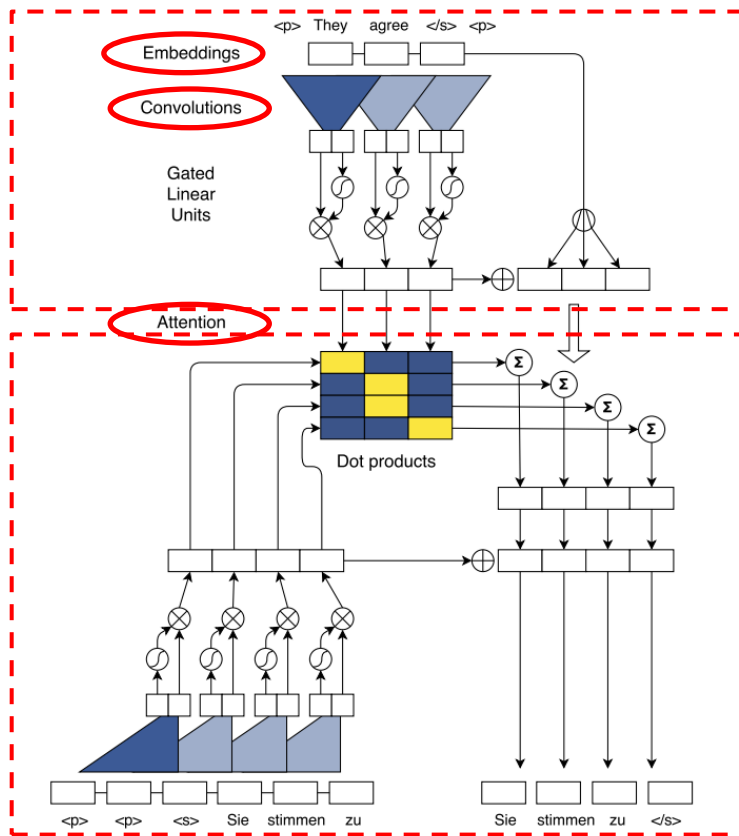 <p> They agree </s> <p>
Embeddings
Convolutions
Gated
Linear
Units
Attention
Σ
Σ
Σ
Σ
Dot products
<p> <p> <s> Sie stimmen zu
Sie stimmen zu </s>